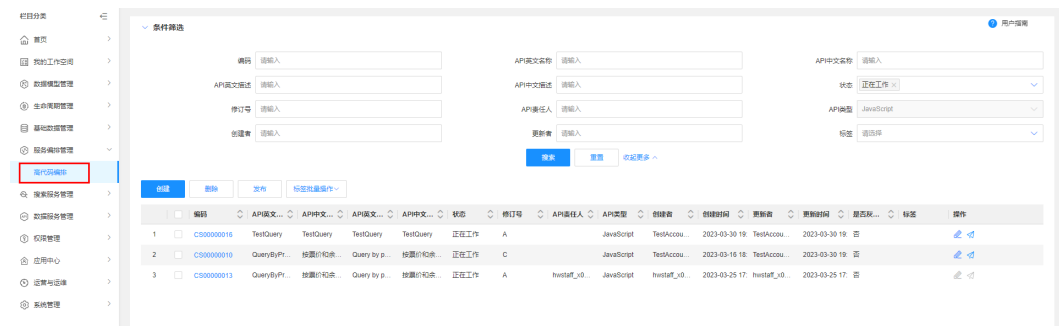 栏目分类
首页
我的工作空间
数据模型管理
生命周期管理
基础数据管理
服务编排管理
高代码编排
搜索服务管理
数据服务管理
权限管理
应用中心
运营与运维
系统管理
条件筛选
用户指南
编码 请输入 API英文名称 请输入 API中文名称 请输入
API英文描述 请输入 API中文描述 请输入 状态 正在工作 ×
修订号 请输入 API责任人 请输入 API类型 JavaScript
创建者 请输入 更新者 请输入 标签 请选择
搜索 重置 收起更多
创建 删除 发布 标签批量操作
编码 API英文... API中文... API英文... API中文... 状态 修订号 API责任人 API类型 创建者 创建时间 更新者 更新时间 是否灰... 标签 操作
1 CS00000016 TestQuery TestQuery TestQuery TestQuery 正在工作 A JavaScript TestAccou... 2023-03-30 19: TestAccou... 2023-03-30 19: 否
2 CS00000010 QueryByPr... 按票价和余... Query by p... 按票价和余... 正在工作 C JavaScript TestAccou... 2023-03-16 18: TestAccou... 2023-03-30 19: 否
3 CS00000013 QueryByPr... 按票价和余... Query by p... 按票价和余... 正在工作 A hwstaff_x0... JavaScript hwstaff_x0... 2023-03-25 17: hwstaff_x0... 2023-03-25 17: 否